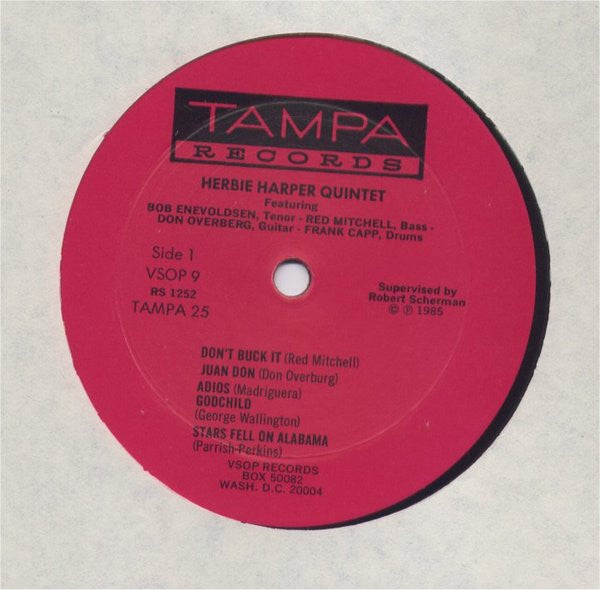 TAMPA
RECORDS
HERBIE HARPER QUINTET
Featuring
BOB ENEVOLDSEN, Tenor - RED MITCHELL, Bass -
DON OVERBERG, Guitar - FRANK CAPP, Drums
Side 1
VSOP 9
RS 1252
TAMPA 25
Supervised by
Robert Scherman
© ℗ 1985
DON'T BUCK IT (Red Mitchell)
JUAN DON (Don Overburg)
ADIOS (Madriguera)
GODCHILD
(George Wallington)
STARS FELL ON ALABAMA
(Parrish-Perkins)
VSOP RECORDS
BOX 50082
WASH. D.C. 20004